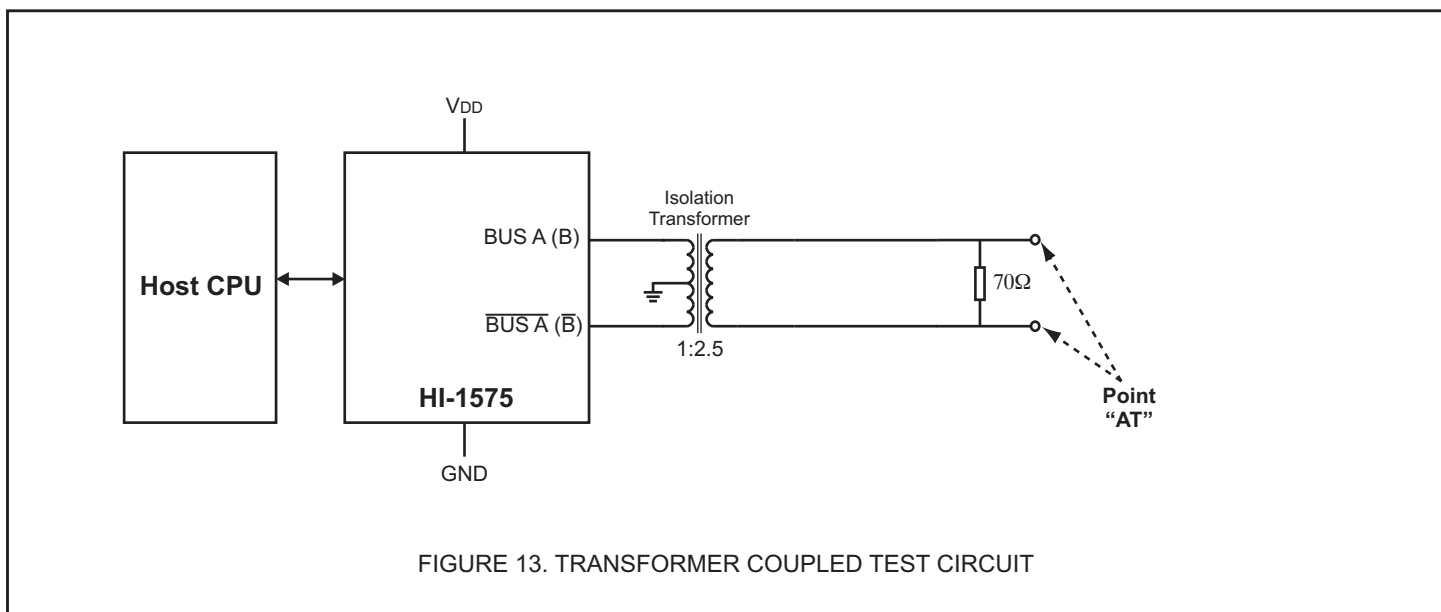 VDD
Isolation
Transformer
BUS A (B)
Host CPU
70Ω
BUS A (B)
1:2.5
HI-1575
Point
“AT”
GND
FIGURE 13. TRANSFORMER COUPLED TEST CIRCUIT